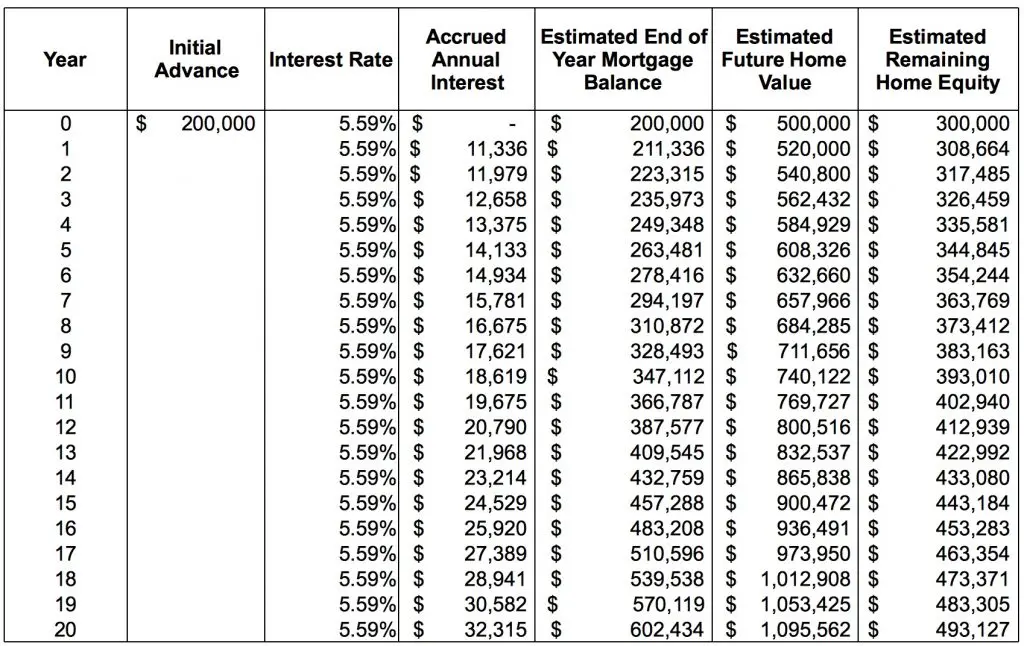 Year Initial Advance Interest Rate Accrued Annual Interest Estimated End of Year Mortgage Balance Estimated Future Home Value Estimated Remaining Home Equity
0 $ 200,000 5.59% $ - $ 200,000 $ 500,000 $ 300,000
1 5.59% $ 11,336 $ 211,336 $ 520,000 $ 308,664
2 5.59% $ 11,979 $ 223,315 $ 540,800 $ 317,485
3 5.59% $ 12,658 $ 235,973 $ 562,432 $ 326,459
4 5.59% $ 13,375 $ 249,348 $ 584,929 $ 335,581
5 5.59% $ 14,133 $ 263,481 $ 608,326 $ 344,845
6 5.59% $ 14,934 $ 278,416 $ 632,660 $ 354,244
7 5.59% $ 15,781 $ 294,197 $ 657,966 $ 363,769
8 5.59% $ 16,675 $ 310,872 $ 684,285 $ 373,412
9 5.59% $ 17,621 $ 328,493 $ 711,656 $ 383,163
10 5.59% $ 18,619 $ 347,112 $ 740,122 $ 393,010
11 5.59% $ 19,675 $ 366,787 $ 769,727 $ 402,940
12 5.59% $ 20,790 $ 387,577 $ 800,516 $ 412,939
13 5.59% $ 21,968 $ 409,545 $ 832,537 $ 422,992
14 5.59% $ 23,214 $ 432,759 $ 865,838 $ 433,080
15 5.59% $ 24,529 $ 457,288 $ 900,472 $ 443,184
16 5.59% $ 25,920 $ 483,208 $ 936,491 $ 453,283
17 5.59% $ 27,389 $ 510,596 $ 973,950 $ 463,354
18 5.59% $ 28,941 $ 539,538 $ 1,012,908 $ 473,371
19 5.59% $ 30,582 $ 570,119 $ 1,053,425 $ 483,305
20 5.59% $ 32,315 $ 602,434 $ 1,095,562 $ 493,127